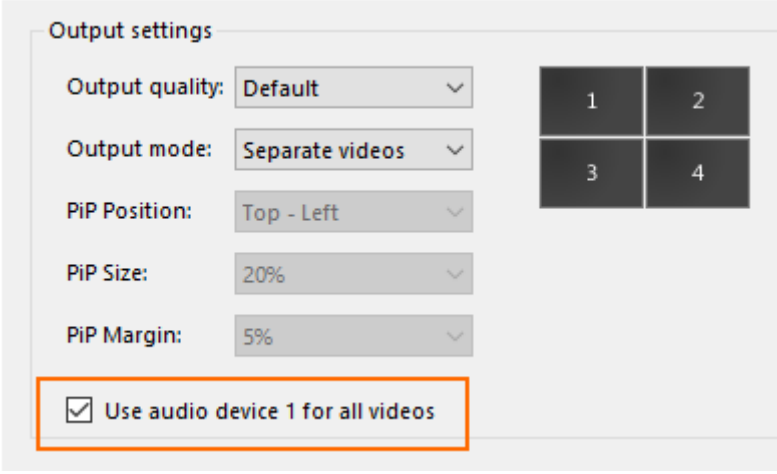 Output settings
Output quality: Default
1 2
Output mode: Separate videos
3 4
PiP Position: Top - Left
PiP Size: 20%
PiP Margin: 5%
Use audio device 1 for all videos